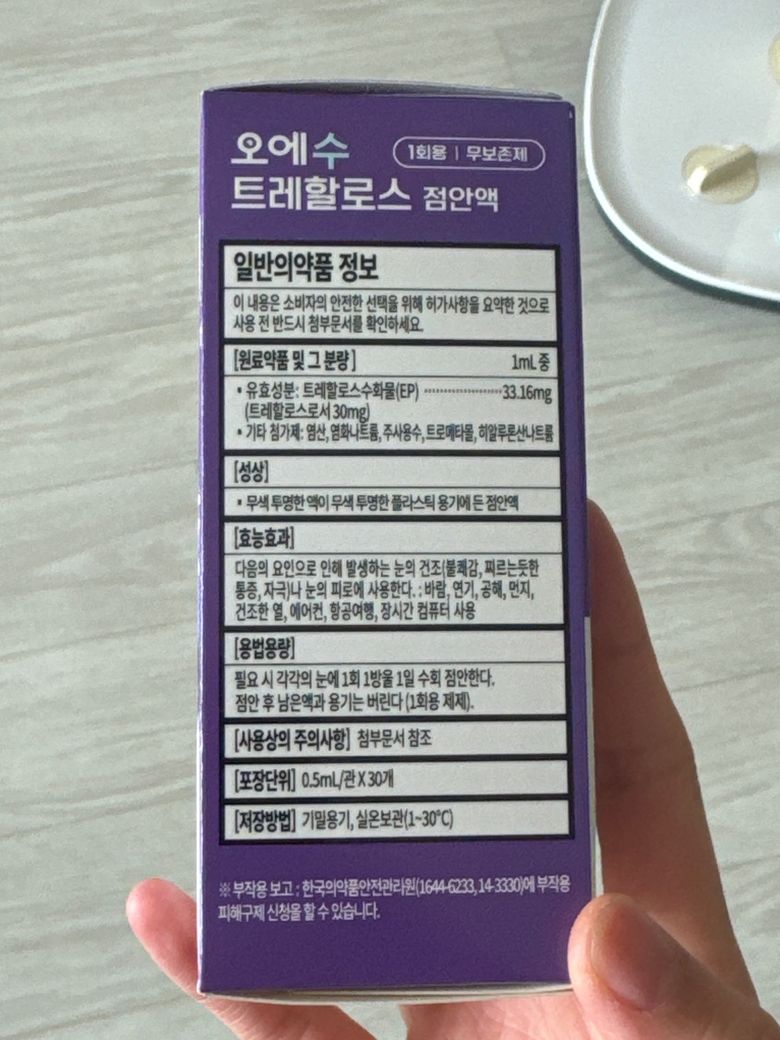 오에수
1회용 | 무보존제
트레할로스 점안액
일반의약품 정보
이 내용은 소비자의 안전한 선택을 위해 허가사항을 요약한 것으로
사용 전 반드시 첨부문서를 확인하세요.
[원료약품 및 그 분량] 1mL 중
• 유효성분: 트레할로스수화물(EP) ·················· 33.16mg
(트레할로스로서 30mg)
• 기타 첨가제: 염산, 염화나트륨, 주사용수, 트로메타몰, 히알루론산나트륨
[성상]
• 무색 투명한 액이 무색 투명한 플라스틱 용기에 든 점안액
[효능효과]
다음의 요인으로 인해 발생하는 눈의 건조(불쾌감, 찌르는듯한
통증, 자극)나 눈의 피로에 사용한다. : 바람, 연기, 공해, 먼지,
건조한 열, 에어컨, 항공여행, 장시간 컴퓨터 사용
[용법용량]
필요 시 각각의 눈에 1회 1방울 1일 수회 점안한다.
점안 후 남은액과 용기는 버린다 (1회용 제제).
[사용상의 주의사항] 첨부문서 참조
[포장단위] 0.5mL/관 X 30개
[저장방법] 기밀용기, 실온보관(1~30°C)
※ 부작용 보고 : 한국의약품안전관리원(1644-6233, 14-3330)에 부작용
피해구제 신청을 할 수 있습니다.